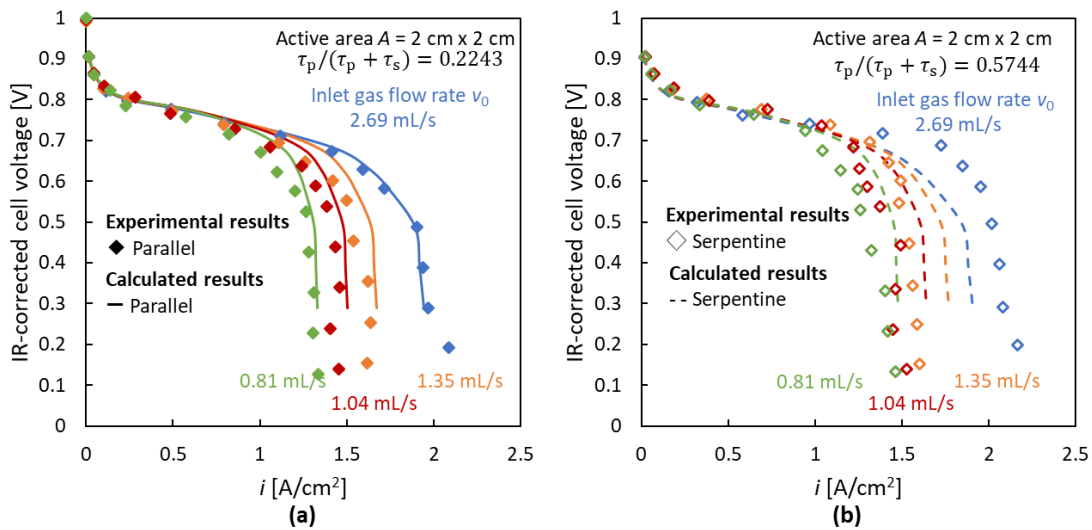 1
0.9
0.8
0.7
0.6
0.5
0.4
0.3
0.2
0.1
0
IR-corrected cell voltage [V]
Active area A = 2 cm x 2 cm
τp/(τp + τs) = 0.2243
Inlet gas flow rate v0
2.69 mL/s
Experimental results
Parallel
Calculated results
Parallel
0.81 mL/s
1.35 mL/s
1.04 mL/s
0 0.5 1 1.5 2 2.5
i [A/cm²]
(a)
1
0.9
0.8
0.7
0.6
0.5
0.4
0.3
0.2
0.1
0
IR-corrected cell voltage [V]
Active area A = 2 cm x 2 cm
τp/(τp + τs) = 0.5744
Inlet gas flow rate v0
2.69 mL/s
Experimental results
Serpentine
Calculated results
Serpentine
0.81 mL/s
1.35 mL/s
1.04 mL/s
0 0.5 1 1.5 2 2.5
i [A/cm²]
(b)